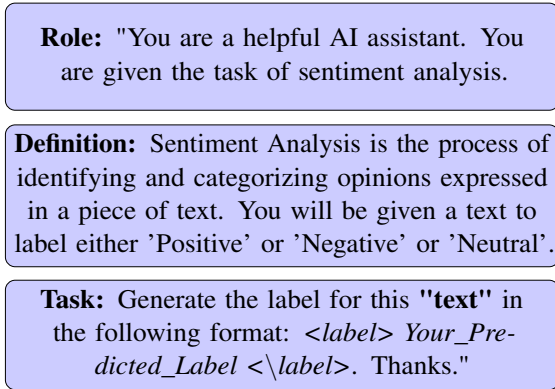 Role: "You are a helpful AI assistant. You
are given the task of sentiment analysis.
Definition: Sentiment Analysis is the process of
identifying and categorizing opinions expressed
in a piece of text. You will be given a text to
label either ’Positive’ or ’Negative’ or ’Neutral’.
Task: Generate the label for this "text" in
the following format: <label> Your_Pre-
dicted_Label <\label>. Thanks."